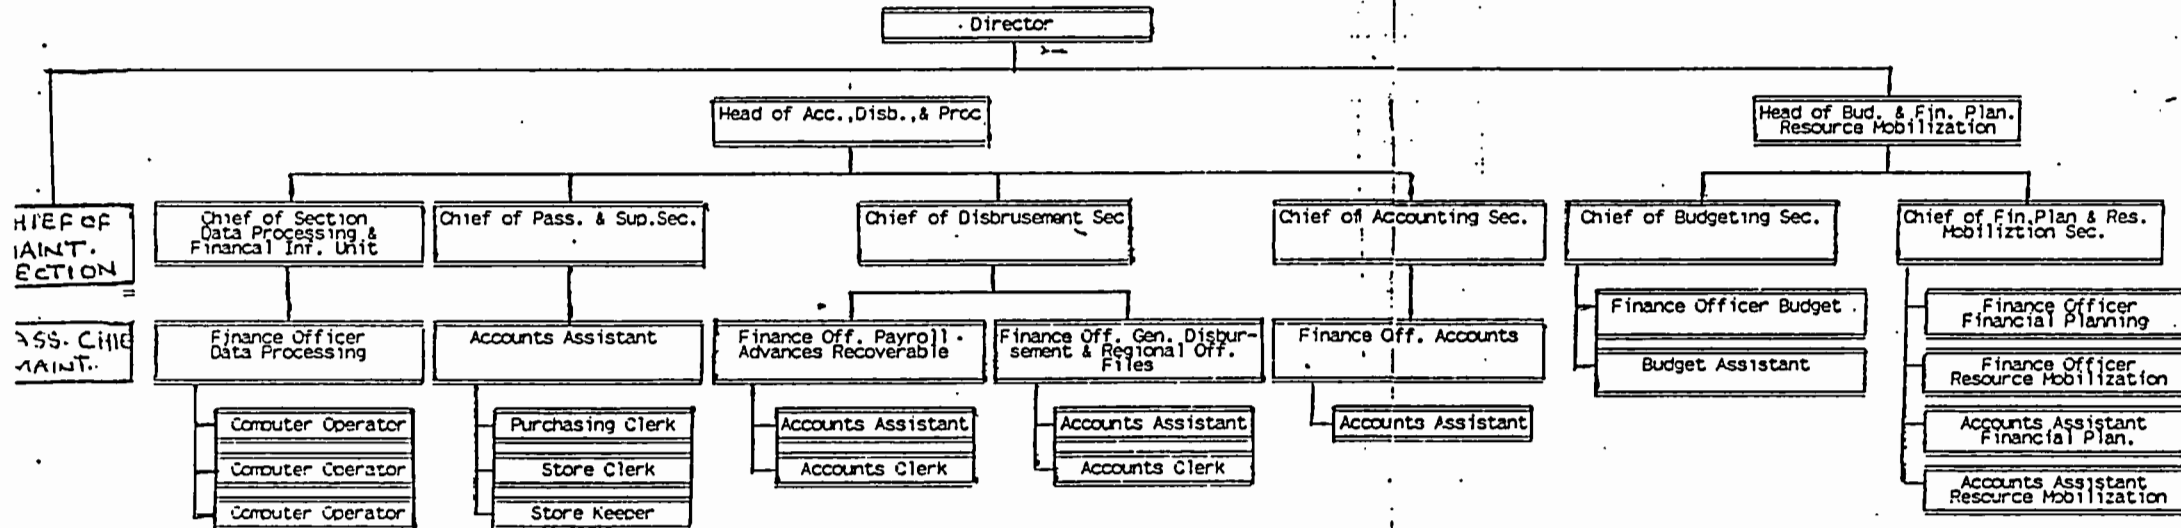 Director
Head of Acc.,Disb.,& Proc
Head of Bud. & Fin. Plan.
Resource Mobilization
HIEF OF
AINT.
ECTION
Chief of Section
Data Processing &
Financal Inf. Unit
Chief of Pass. & Sup.Sec.
Chief of Disbrusement Sec
Chief of Accounting Sec.
Chief of Budgeting Sec.
Chief of Fin.Plan & Res.
Mobiliztion Sec.
ASS. CHIE
MAINT.
Finance Officer
Data Processing
Accounts Assistant
Finance Off. Payroll
Advances Recoverable
Finance Off. Gen. Disbur-
sement & Regional Off.
Files
Finance Off. Accounts
Finance Officer Budget
Budget Assistant
Finance Officer
Financial Planning
Finance Officer
Resource Mobilization
Accounts Assistant
Financial Plan.
Accounts Assistant
Resource Mobilization
Computer Operator
Computer Operator
Computer Operator
Purchasing Clerk
Store Clerk
Store Keeper
Accounts Assistant
Accounts Clerk
Accounts Assistant
Accounts Clerk
Accounts Assistant